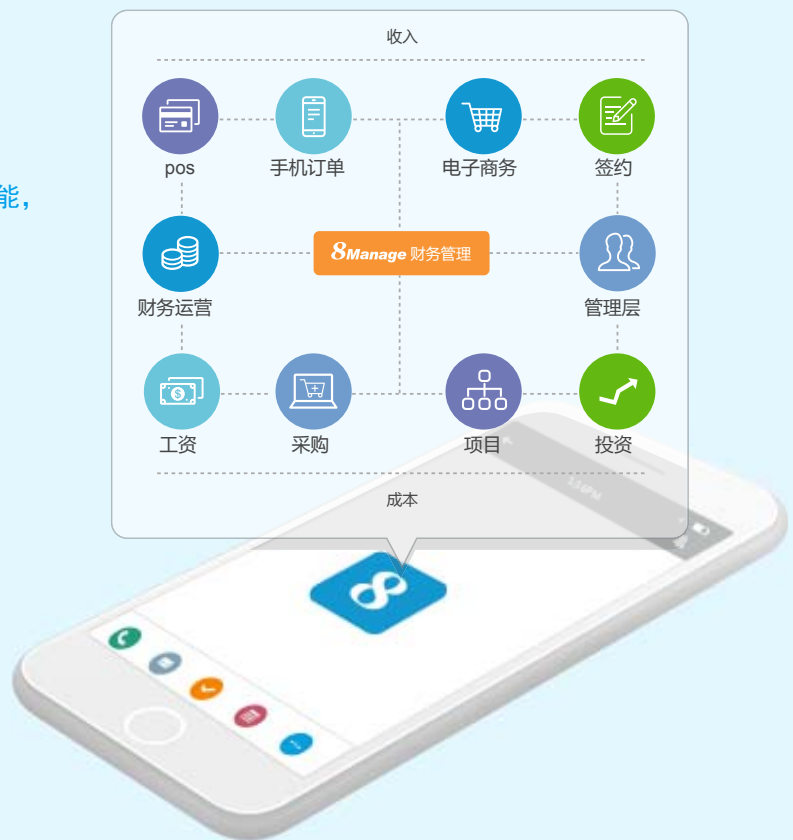 收入
pos
手机订单
电子商务
签约
能，
8Manage 财务管理
财务运营
管理层
工资
采购
项目
投资
成本
8